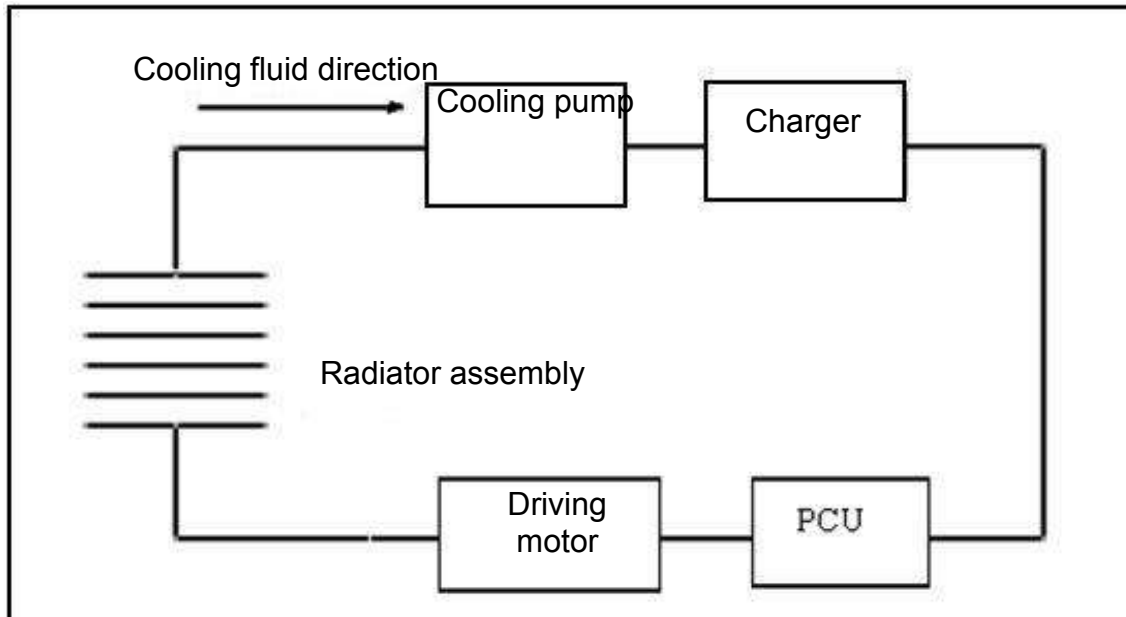 Cooling fluid direction
Cooling pump
Charger
Radiator assembly
Driving
motor
PCU